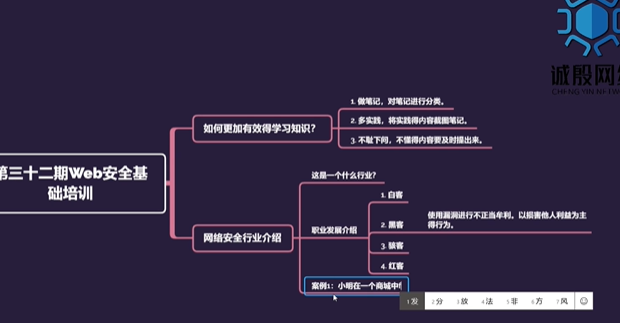 诚殷网络
CHENG YIN NETW
第三十二期Web安全基
础培训
如何更加有效得学习知识？
1. 做笔记，对笔记进行分类。
2. 多实践，将实践得内容截图笔记。
3. 不耻下问，不懂得内容要及时提出来。
网络安全行业介绍
这是一个什么行业？
职业发展介绍
1. 白客
2. 黑客
使用漏洞进行不正当牟利。以损害他人利益为主
得行为。
3. 骇客
4. 红客
案例1：小明在一个商城中
1 发 2 分 3 放 4 法 5 非 6 方 7 风